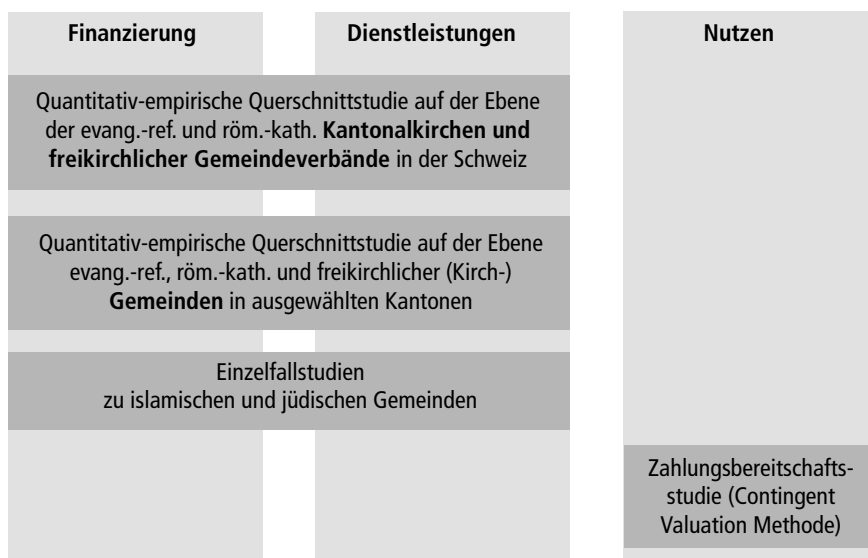 Finanzierung
Dienstleistungen
Nutzen
Quantitativ-empirische Querschnittstudie auf der Ebene
der evang.-ref. und röm.-kath. Kantonalkirchen und
freikirchlicher Gemeindeverbände in der Schweiz
Quantitativ-empirische Querschnittstudie auf der Ebene
evang.-ref., röm.-kath. und freikirchlicher (Kirch-)
Gemeinden in ausgewählten Kantonen
Einzelfallstudien
zu islamischen und jüdischen Gemeinden
Zahlungsbereitschafts-
studie (Contingent
Valuation Methode)